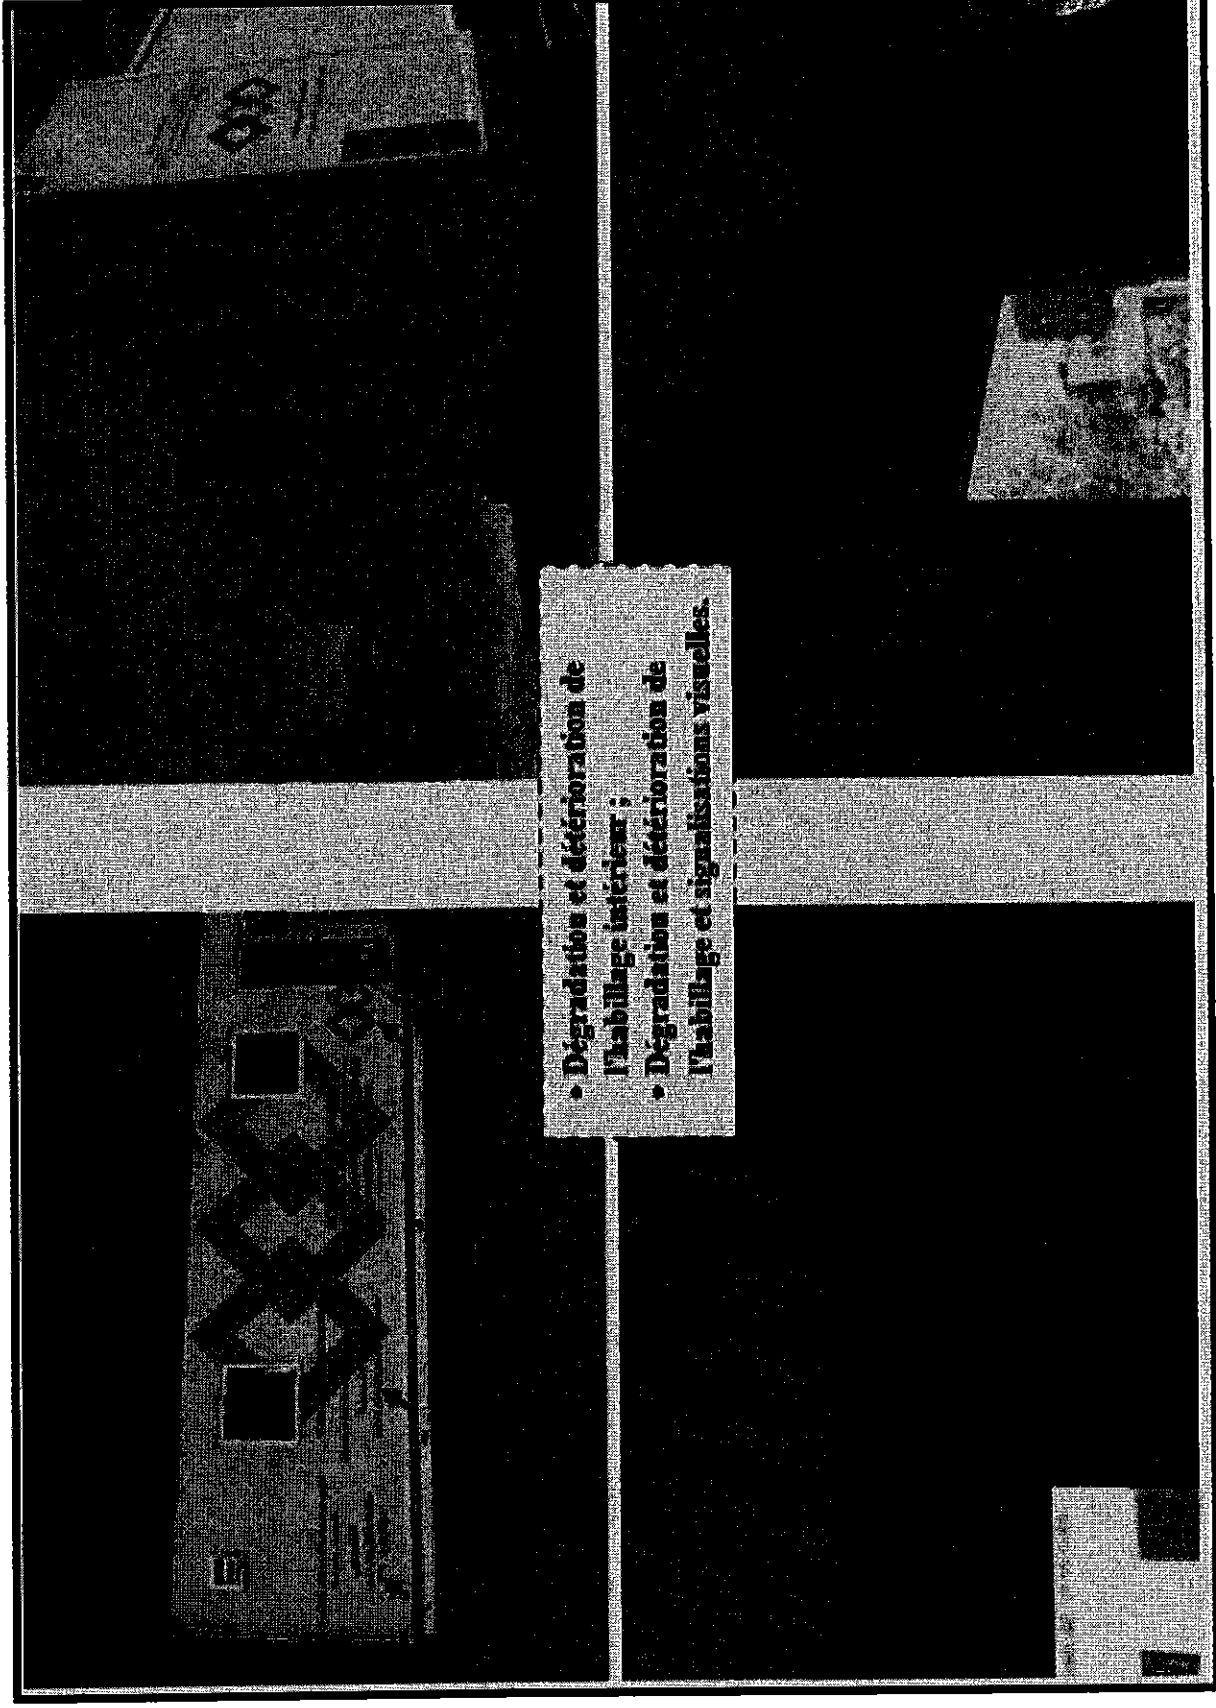 • Dégradation et détérioration de
l'habillage intérieur ;
• Dégradation et détérioration de
l'habillage et signalisations visuelles.